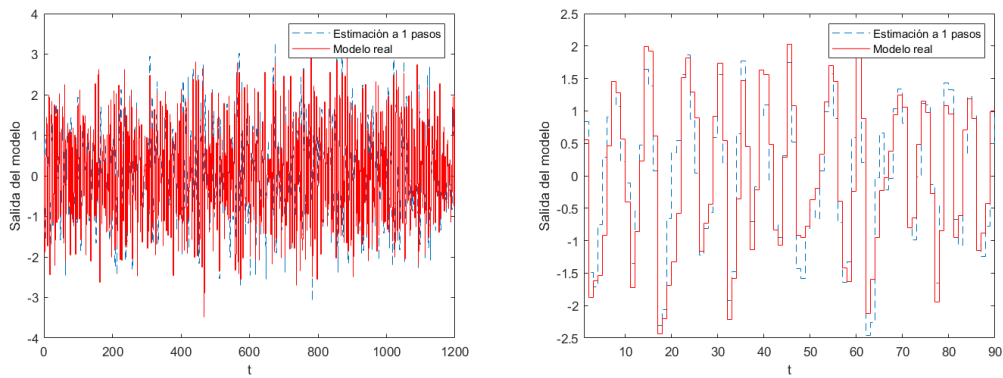 Estimación a 1 pasos
Modelo real
Salida del modelo
4
3
2
1
0
-1
-2
-3
-4
0 200 400 600 800 1000 1200
t
Estimación a 1 pasos
Modelo real
Salida del modelo
2.5
2
1.5
1
0.5
0
-0.5
-1
-1.5
-2
-2.5
10 20 30 40 50 60 70 80 90
t